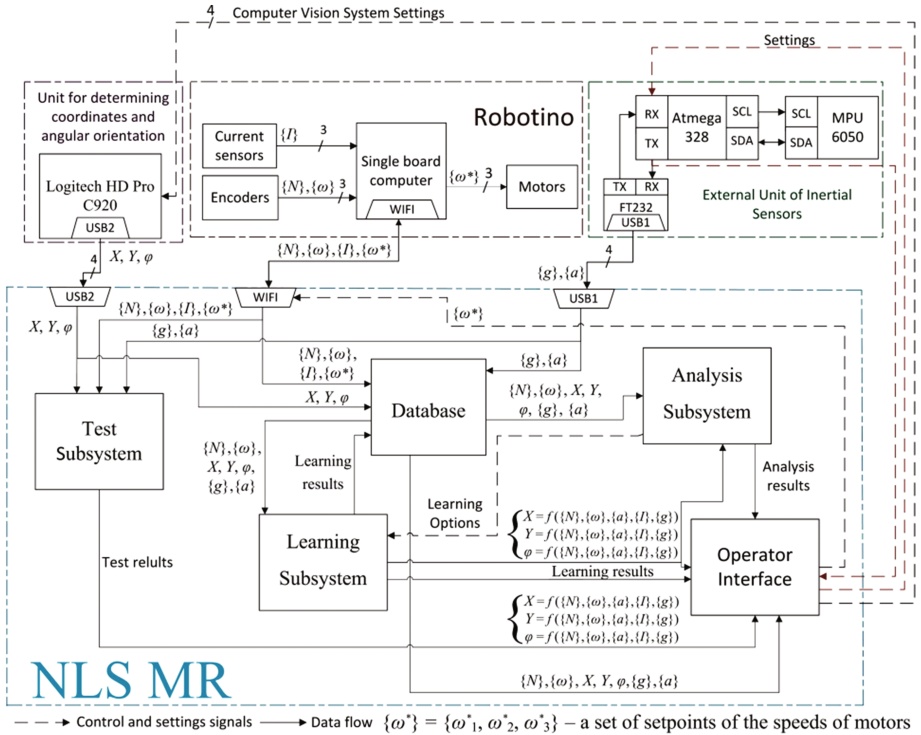 4
Computer Vision System Settings
Settings
Unit for determining
coordinates and
angular orientation
Logitech HD Pro
C920
USB2
Robotino
Current
sensors
{I}
3
Encoders
{N},{ω}
3
Single board
computer
WIFI
{ω*}
3
Motors
RX
TX
Atmega
328
SCL
SDA
SCL
SDA
MPU
6050
TX
RX
FT232
USB1
External Unit of Inertial
Sensors
4
X, Y, φ
{N},{ω},{I},{ω*}
4
{g},{a}
USB2
WIFI
USB1
X, Y, φ
{N},{ω},{I},{ω*}
{g},{a}
{ω*}
{N},{ω},
{I},{ω*}
X, Y, φ
{g},{a}
Test
Subsystem
Database
{N},{ω}, X, Y,
φ, {g}, {a}
Analysis
Subsystem
{N},{ω},
X, Y, φ,
{g},{a}
Learning
results
Learning
Options
Analysis
results
Learning
Subsystem
X = f({N},{ω},{a},{I},{g})
Y = f({N},{ω},{a},{I},{g})
φ = f({N},{ω},{a},{I},{g})
Operator
Interface
Test relults
Learning results
X = f({N},{ω},{a},{I},{g})
Y = f({N},{ω},{a},{I},{g})
φ = f({N},{ω},{a},{I},{g})
NLS MR
{N},{ω}, X, Y, φ,{g},{a}
Control and settings signals
Data flow
{ω*} = {ω*1, ω*2, ω*3} – a set of setpoints of the speeds of motors